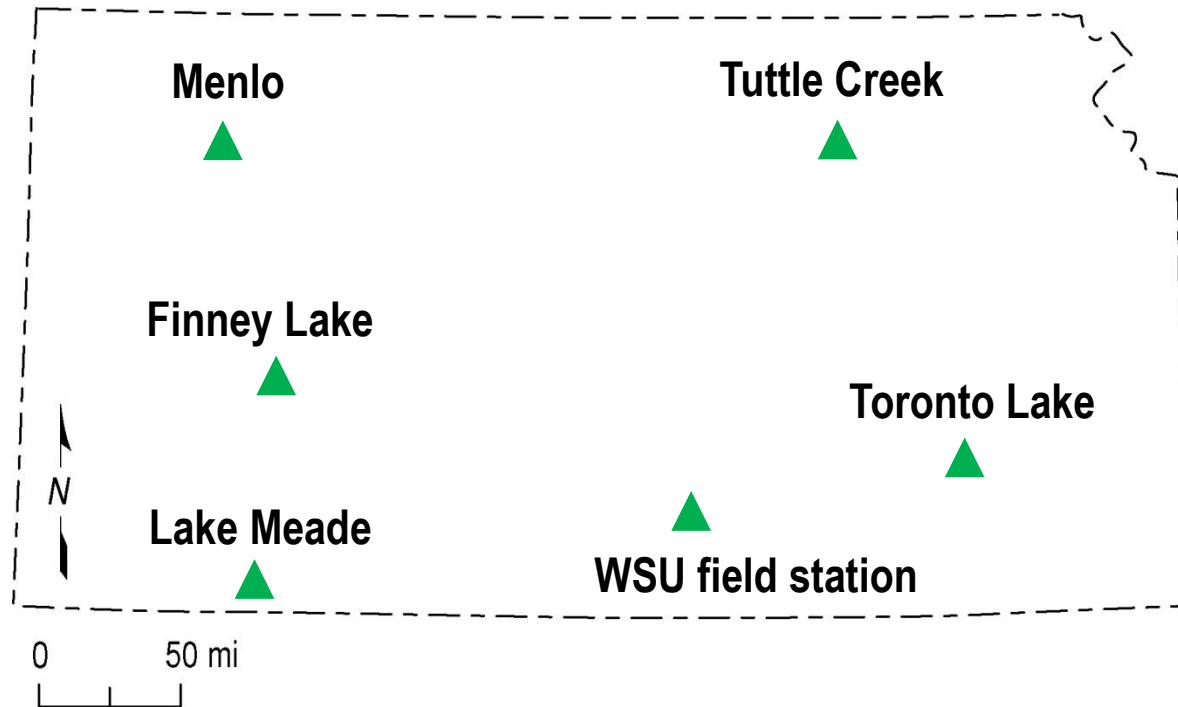 Menlo
Tuttle Creek
Finney Lake
Toronto Lake
N
Lake Meade
WSU field station
0 50 mi